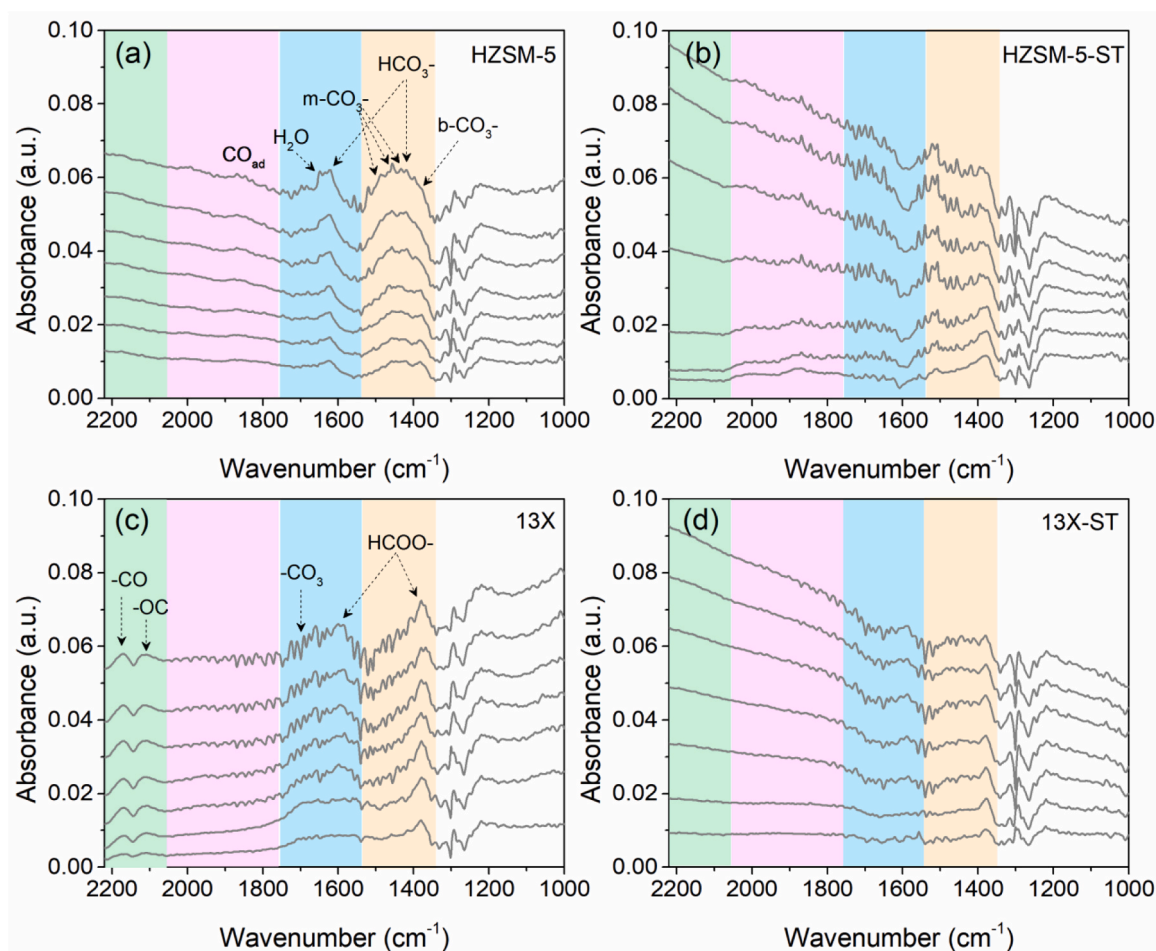 (a)
HZSM-5
HCO₃-
m-CO₃-
b-CO₃-
H₂O
CO_ad
0.10
0.08
0.06
0.04
0.02
0.00
Absorbance (a.u.)
2200 2000 1800 1600 1400 1200 1000
Wavenumber (cm⁻¹)
(b)
HZSM-5-ST
0.10
0.08
0.06
0.04
0.02
0.00
Absorbance (a.u.)
2200 2000 1800 1600 1400 1200 1000
Wavenumber (cm⁻¹)
(c)
13X
HCOO-
-CO₃
-CO
-OC
0.10
0.08
0.06
0.04
0.02
0.00
Absorbance (a.u.)
2200 2000 1800 1600 1400 1200 1000
Wavenumber (cm⁻¹)
(d)
13X-ST
0.10
0.08
0.06
0.04
0.02
0.00
Absorbance (a.u.)
2200 2000 1800 1600 1400 1200 1000
Wavenumber (cm⁻¹)